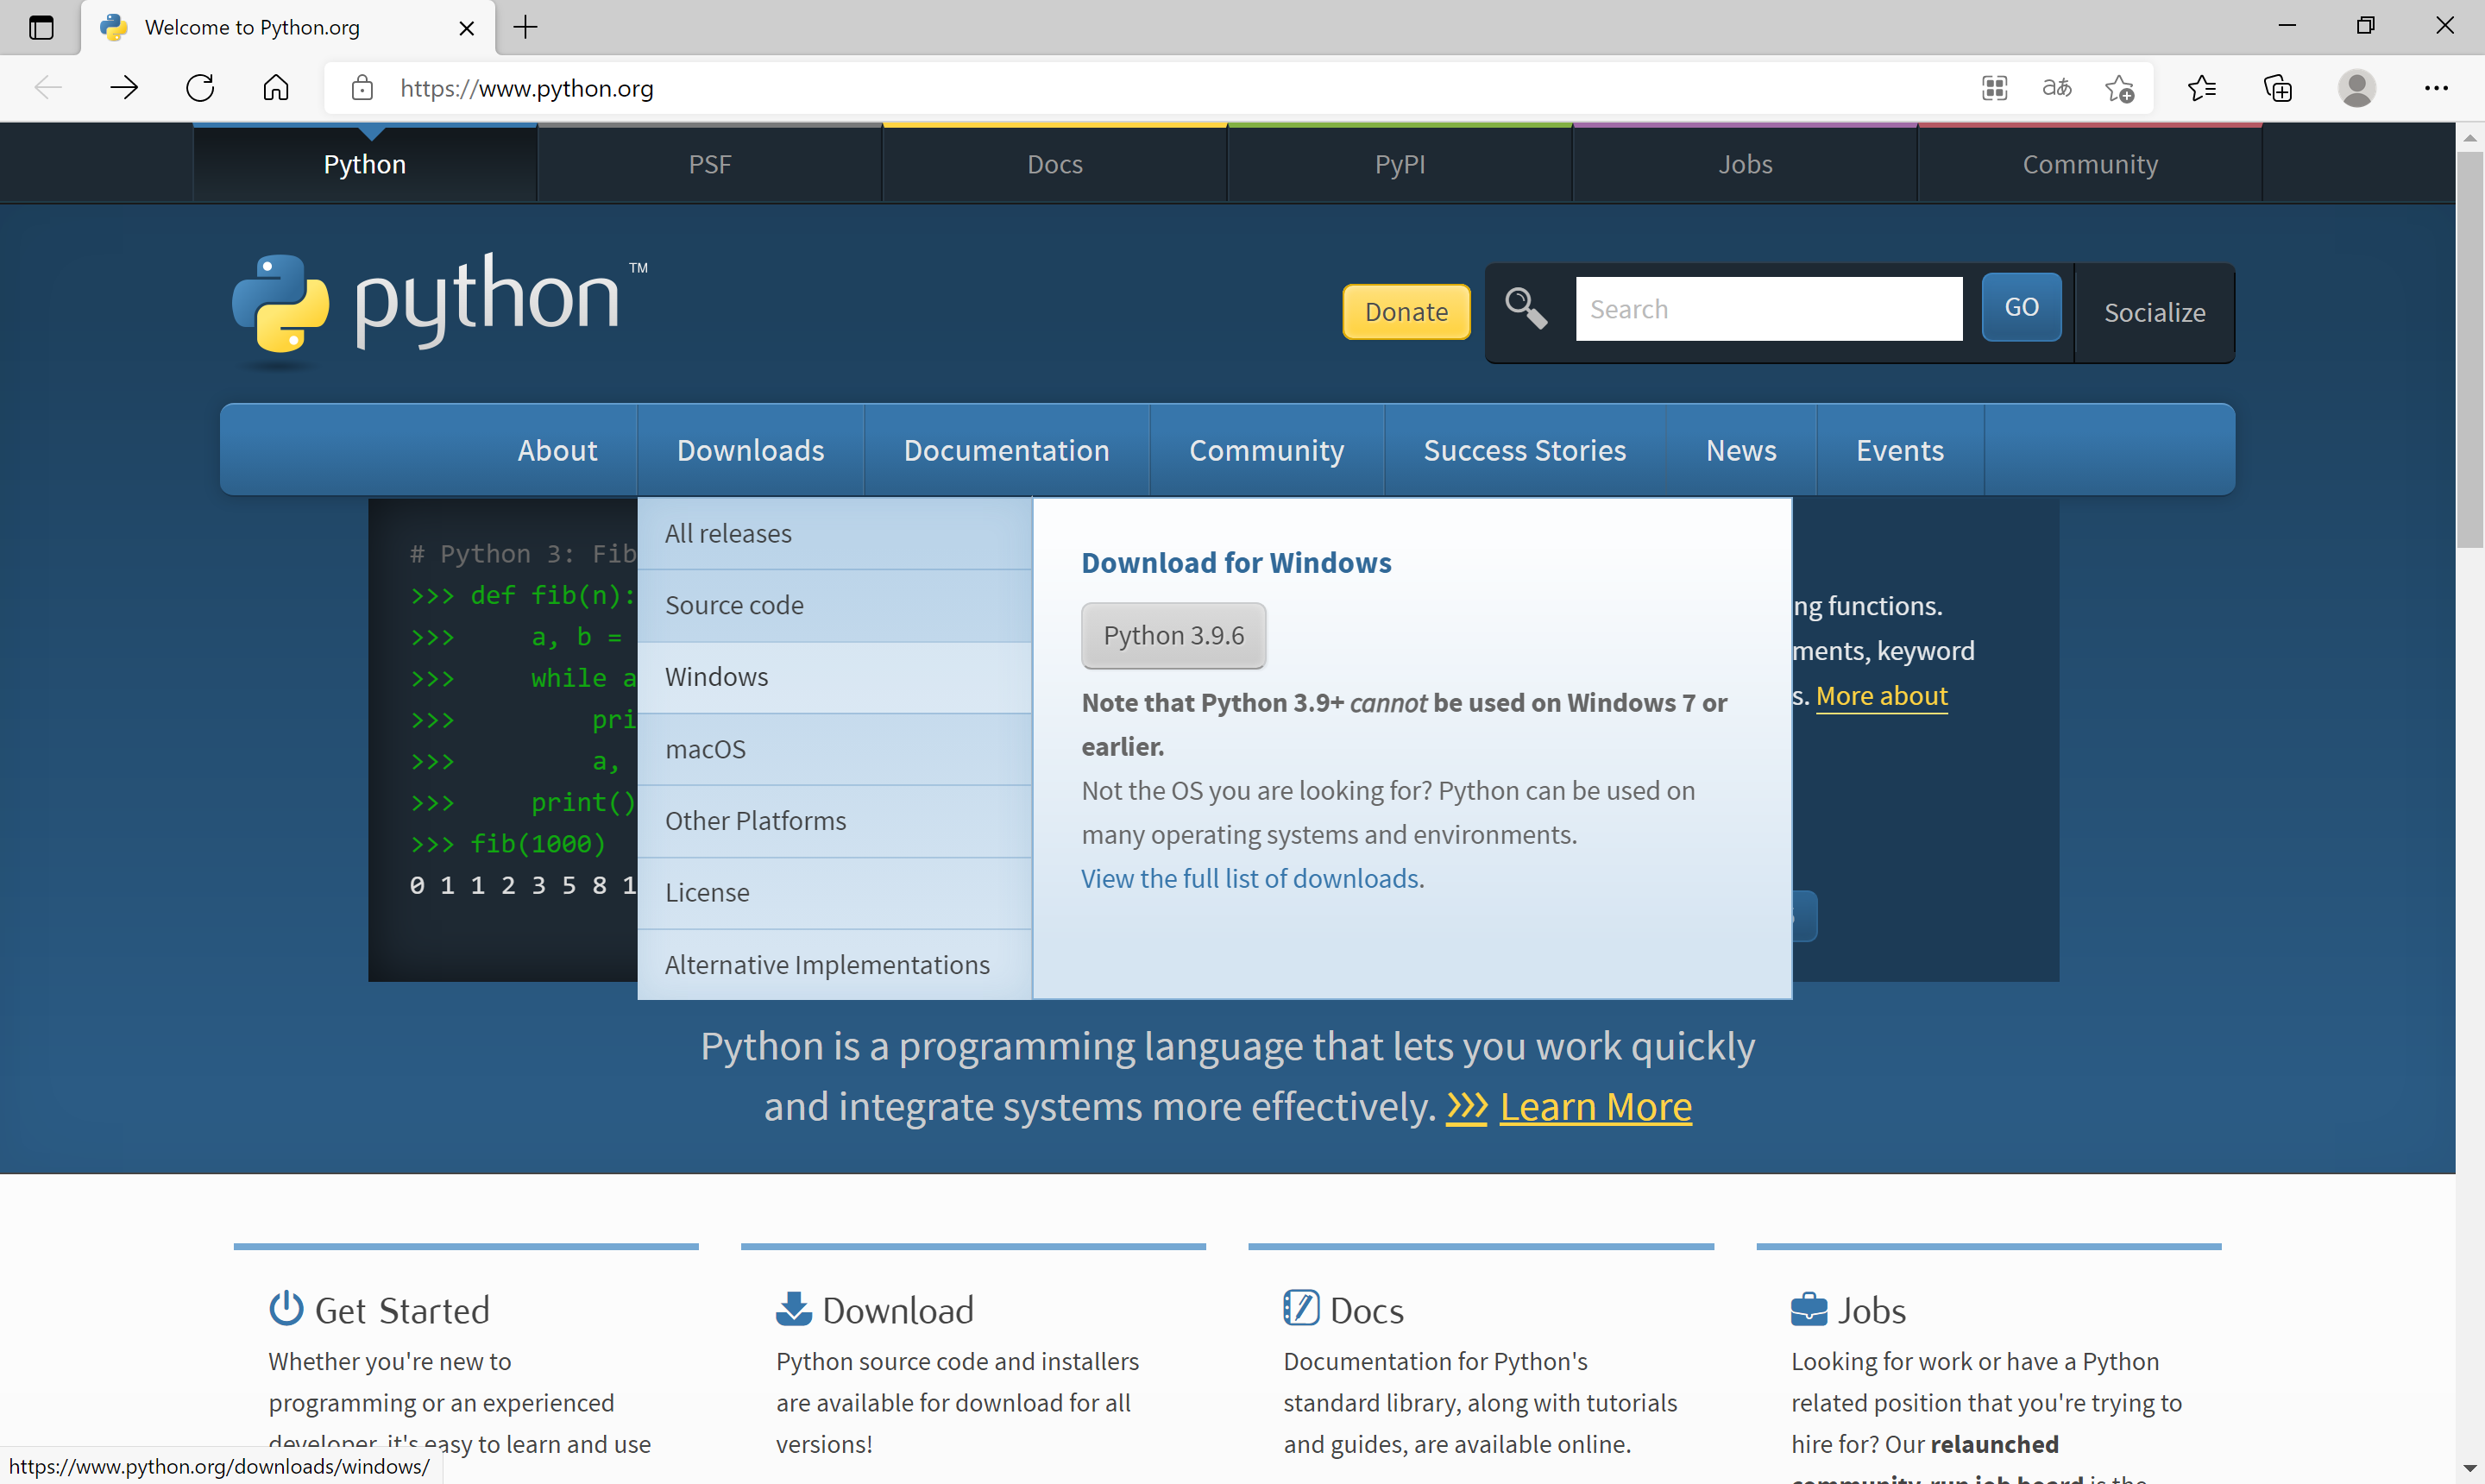 Welcome to Python.org
https://www.python.org
aあ
Python
PSF
Docs
PyPI
Jobs
Community
python™
Donate
Search
GO
Socialize
About
Downloads
Documentation
Community
Success Stories
News
Events
# Python 3: Fib
>>> def fib(n):
>>>     a, b =
>>>     while a
>>>         pri
>>>         a,
>>>     print()
>>> fib(1000)
0 1 1 2 3 5 8 1
All releases
Source code
Windows
macOS
Other Platforms
License
Alternative Implementations
Download for Windows
Python 3.9.6
Note that Python 3.9+ cannot be used on Windows 7 or
earlier.
Not the OS you are looking for? Python can be used on
many operating systems and environments.
View the full list of downloads.
ng functions.
ments, keyword
s. More about
Python is a programming language that lets you work quickly
and integrate systems more effectively. >>> Learn More
Get Started
Whether you're new to
programming or an experienced
developer, it's easy to learn and use
Download
Python source code and installers
are available for download for all
versions!
Docs
Documentation for Python's
standard library, along with tutorials
and guides, are available online.
Jobs
Looking for work or have a Python
related position that you're trying to
hire for? Our relaunched
community-run job board is the
https://www.python.org/downloads/windows/